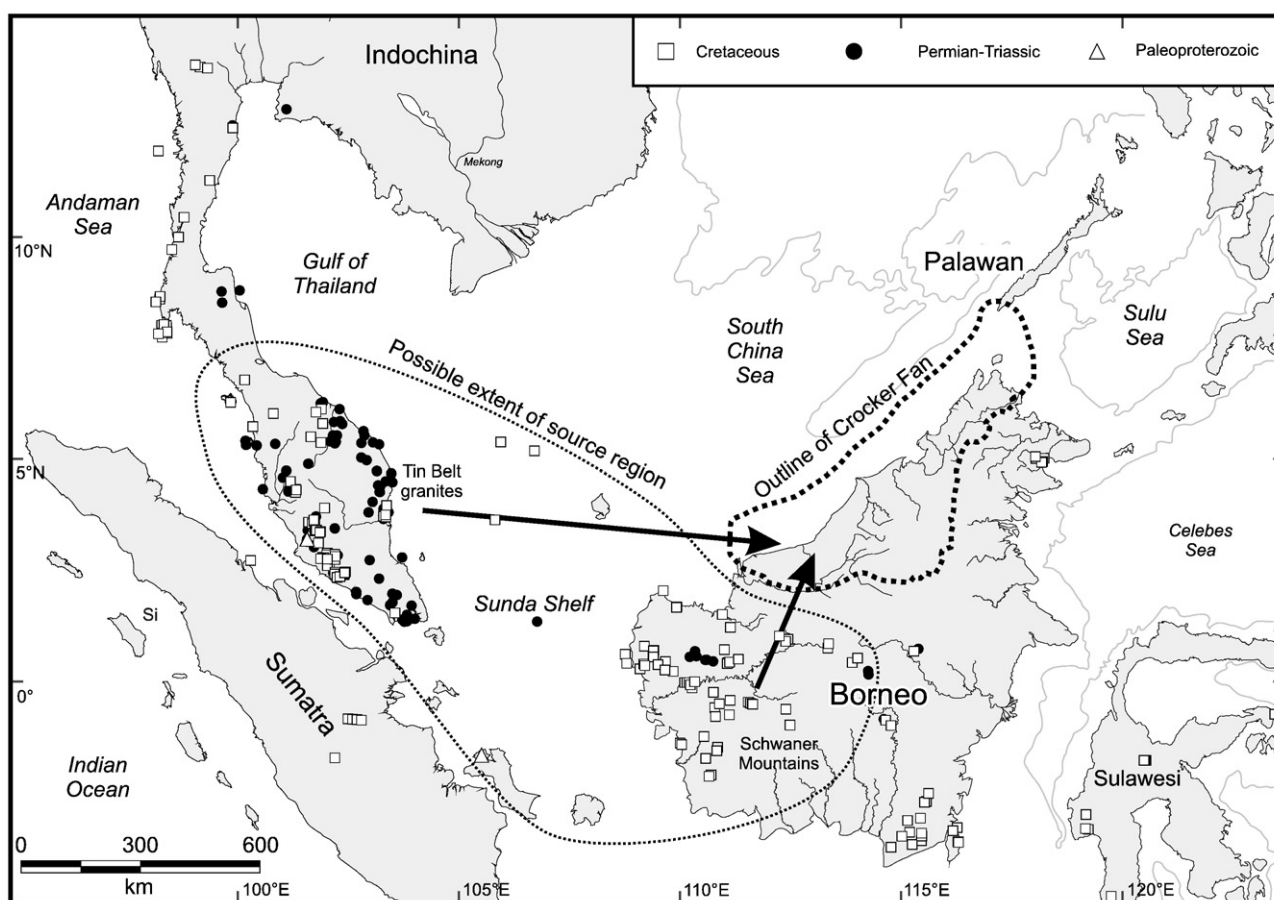 Indochina
Cretaceous
Permian-Triassic
Paleoproterozoic
Mekong
Andaman
Sea
10°N
Gulf of
Thailand
Palawan
South
China
Sea
Sulu
Sea
Possible extent of source region
Outline of Crocker Fan
5°N
Tin Belt
granites
Celebes
Sea
Sunda Shelf
Si
Sumatra
0°
Borneo
Schwaner
Mountains
Indian
Ocean
Sulawesi
0 300 600
km
100°E 105°E 110°E 115°E 120°E